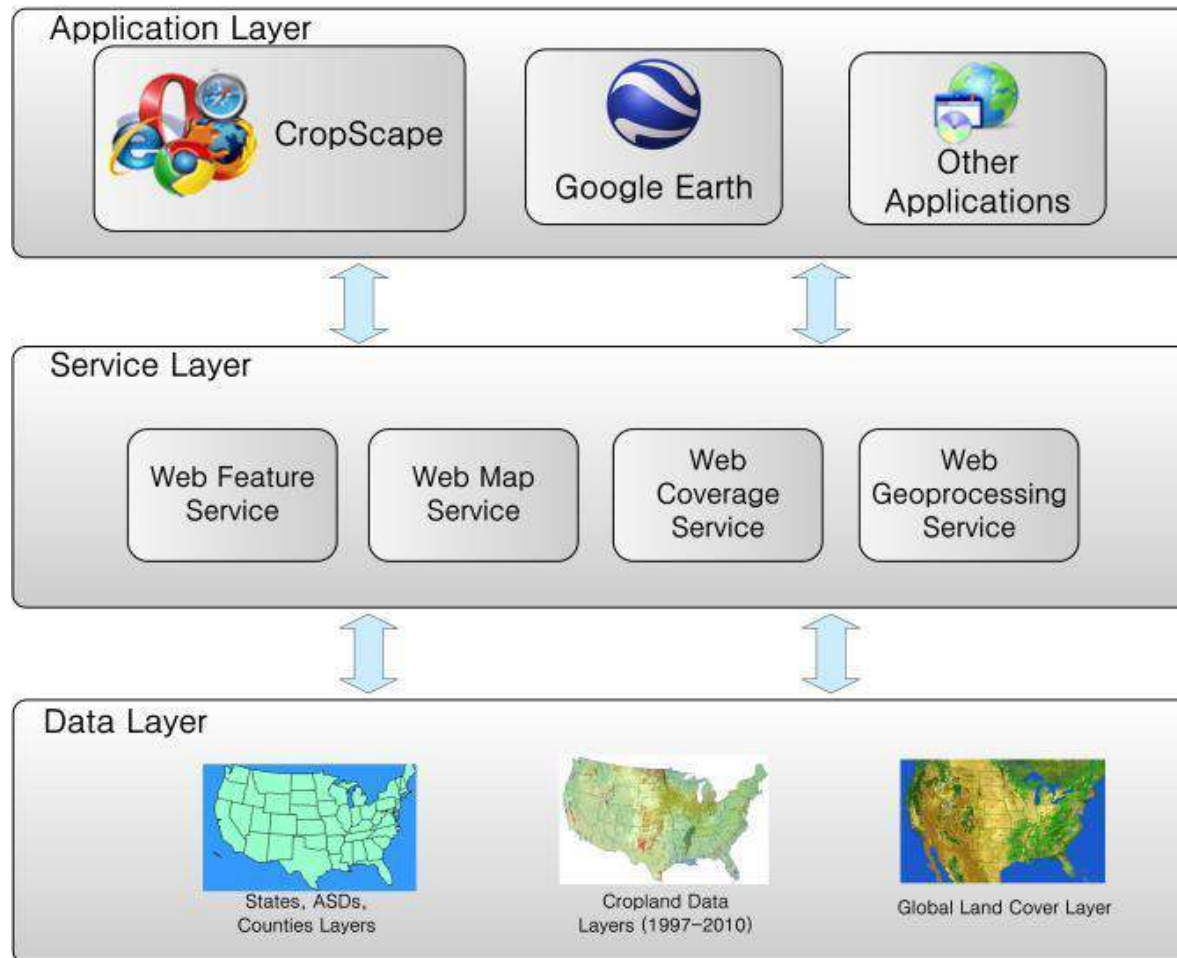 Application Layer
CropScape
Google Earth
Other
Applications
Service Layer
Web Feature
Service
Web Map
Service
Web
Coverage
Service
Web
Geoprocessing
Service
Data Layer
States, ASDs,
Counties Layers
Cropland Data
Layers (1997-2010)
Global Land Cover Layer